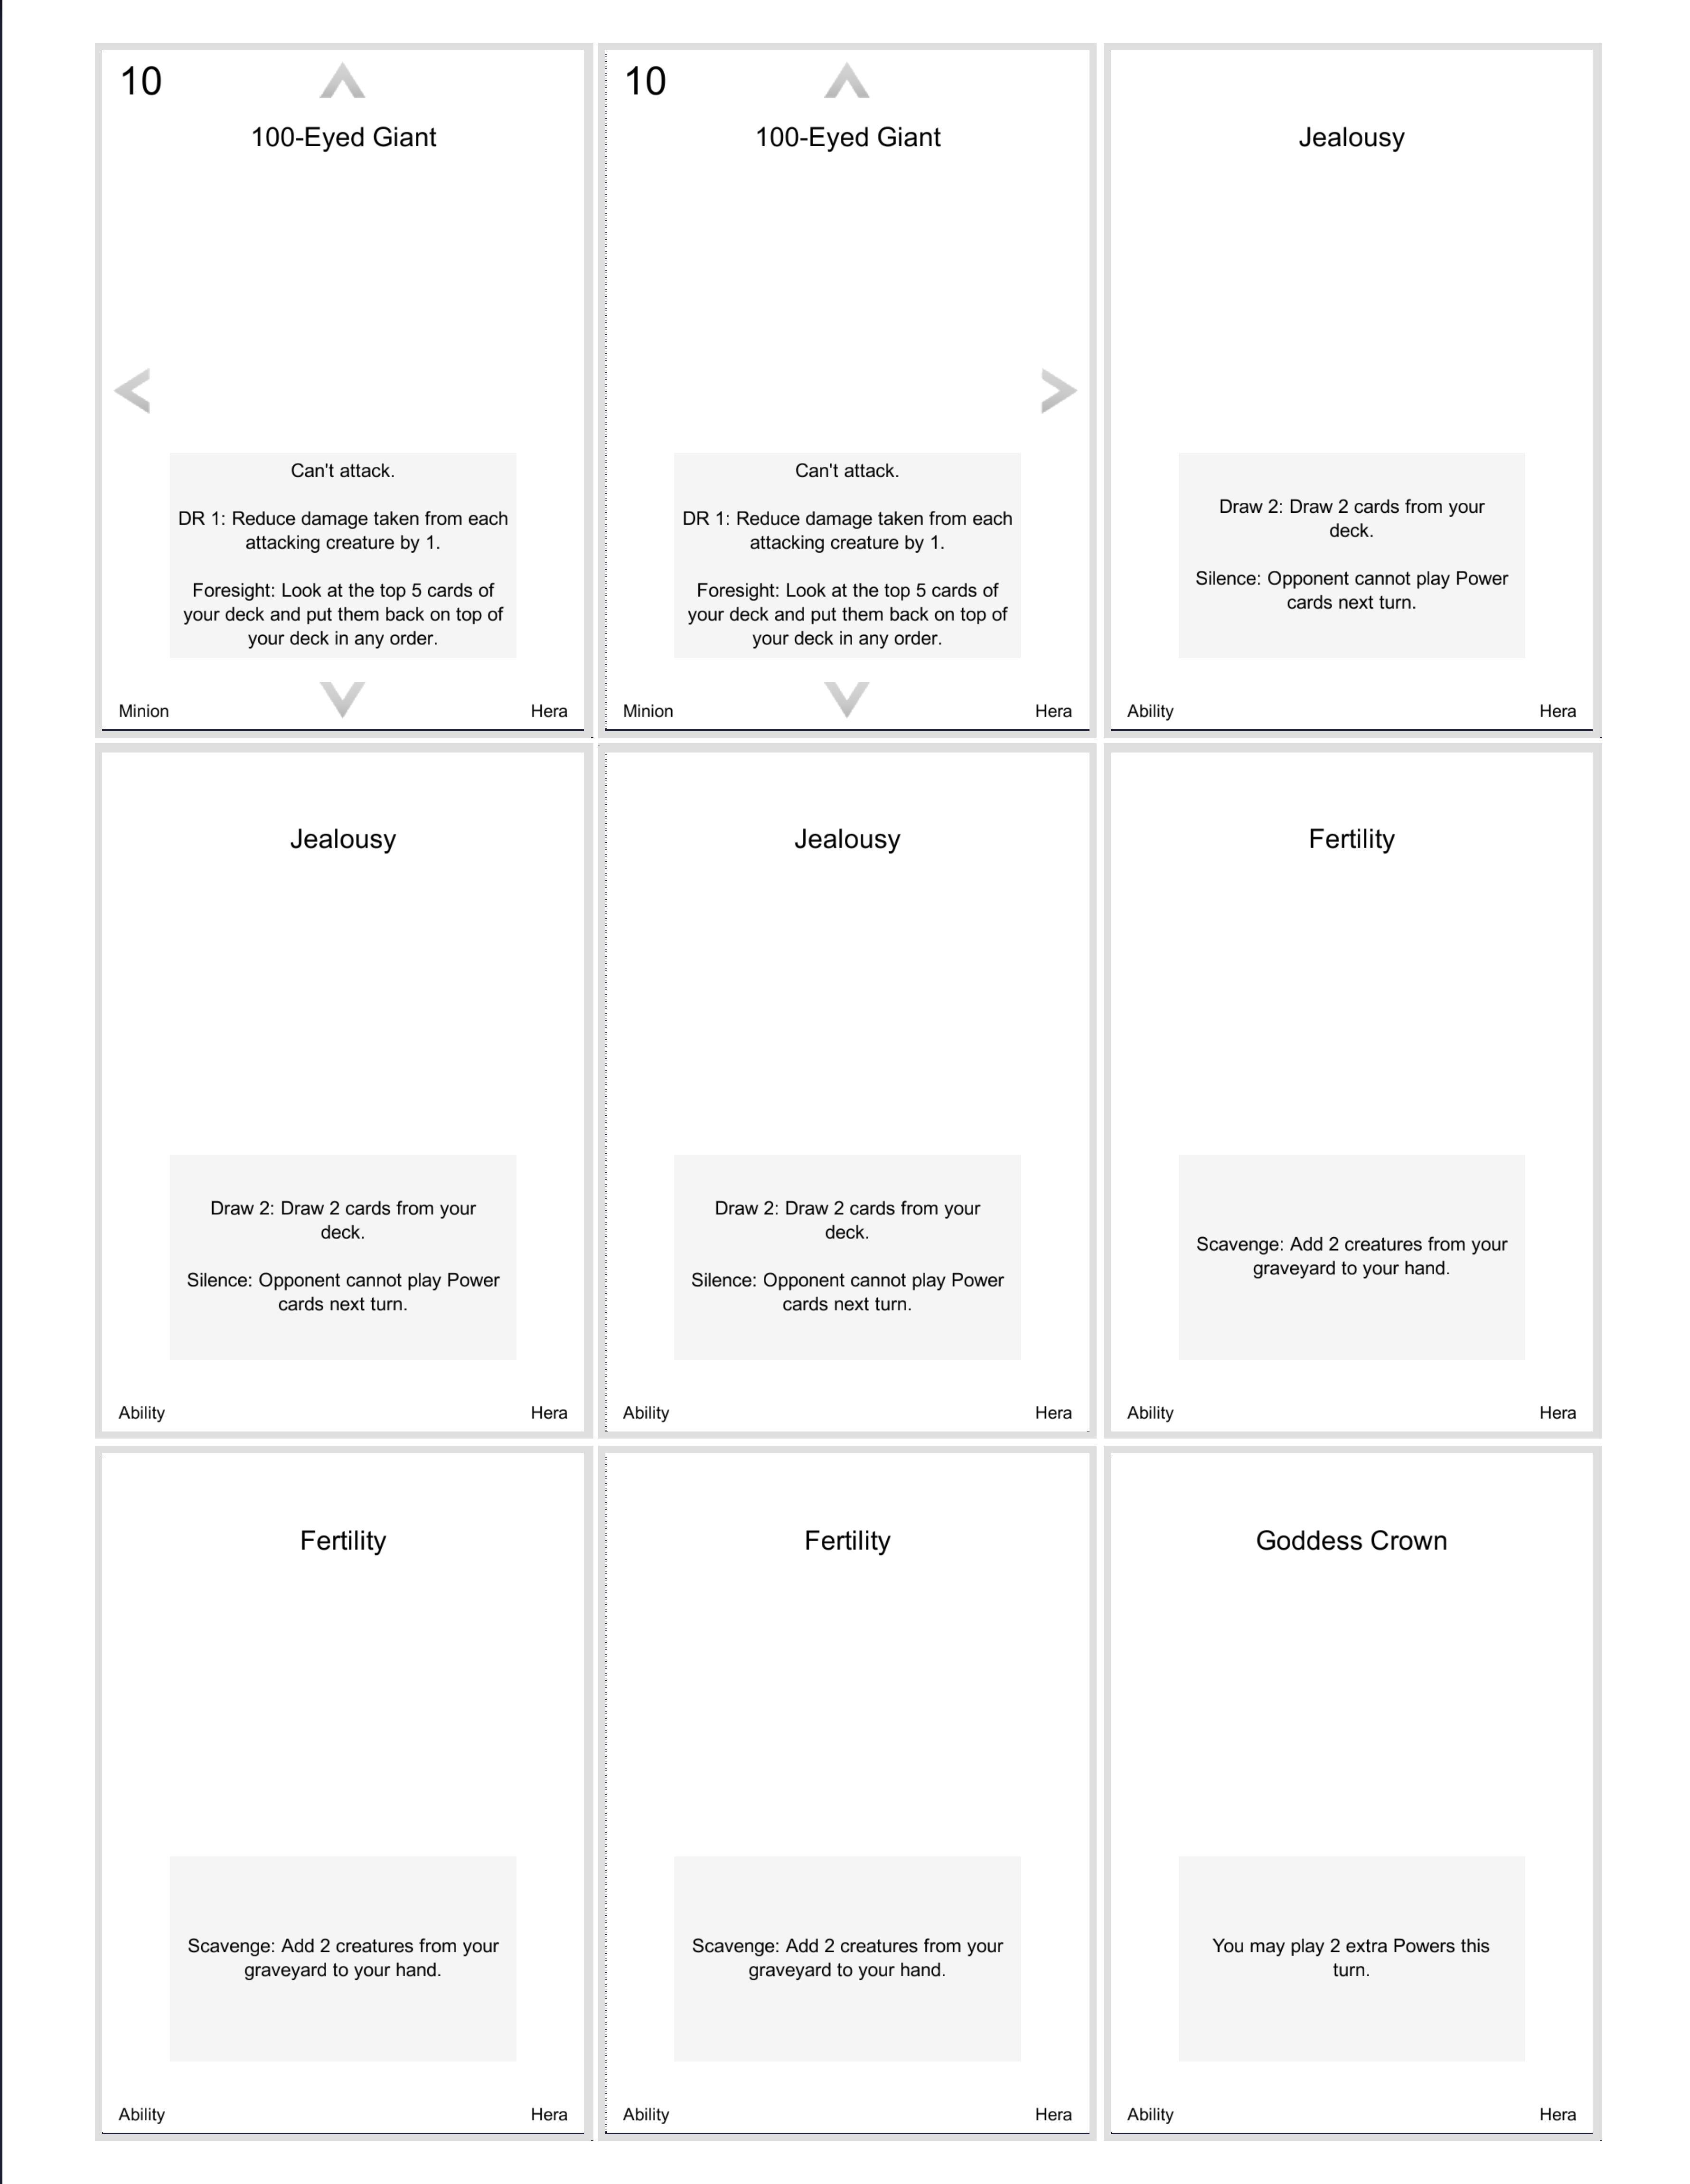 10
100-Eyed Giant
Can't attack.
DR 1: Reduce damage taken from each
attacking creature by 1.
Foresight: Look at the top 5 cards of
your deck and put them back on top of
your deck in any order.
Minion
Hera
10
100-Eyed Giant
Can't attack.
DR 1: Reduce damage taken from each
attacking creature by 1.
Foresight: Look at the top 5 cards of
your deck and put them back on top of
your deck in any order.
Minion
Hera
Jealousy
Draw 2: Draw 2 cards from your
deck.
Silence: Opponent cannot play Power
cards next turn.
Ability
Hera
Jealousy
Draw 2: Draw 2 cards from your
deck.
Silence: Opponent cannot play Power
cards next turn.
Ability
Hera
Jealousy
Draw 2: Draw 2 cards from your
deck.
Silence: Opponent cannot play Power
cards next turn.
Ability
Hera
Fertility
Scavenge: Add 2 creatures from your
graveyard to your hand.
Ability
Hera
Fertility
Scavenge: Add 2 creatures from your
graveyard to your hand.
Ability
Hera
Fertility
Scavenge: Add 2 creatures from your
graveyard to your hand.
Ability
Hera
Goddess Crown
You may play 2 extra Powers this
turn.
Ability
Hera